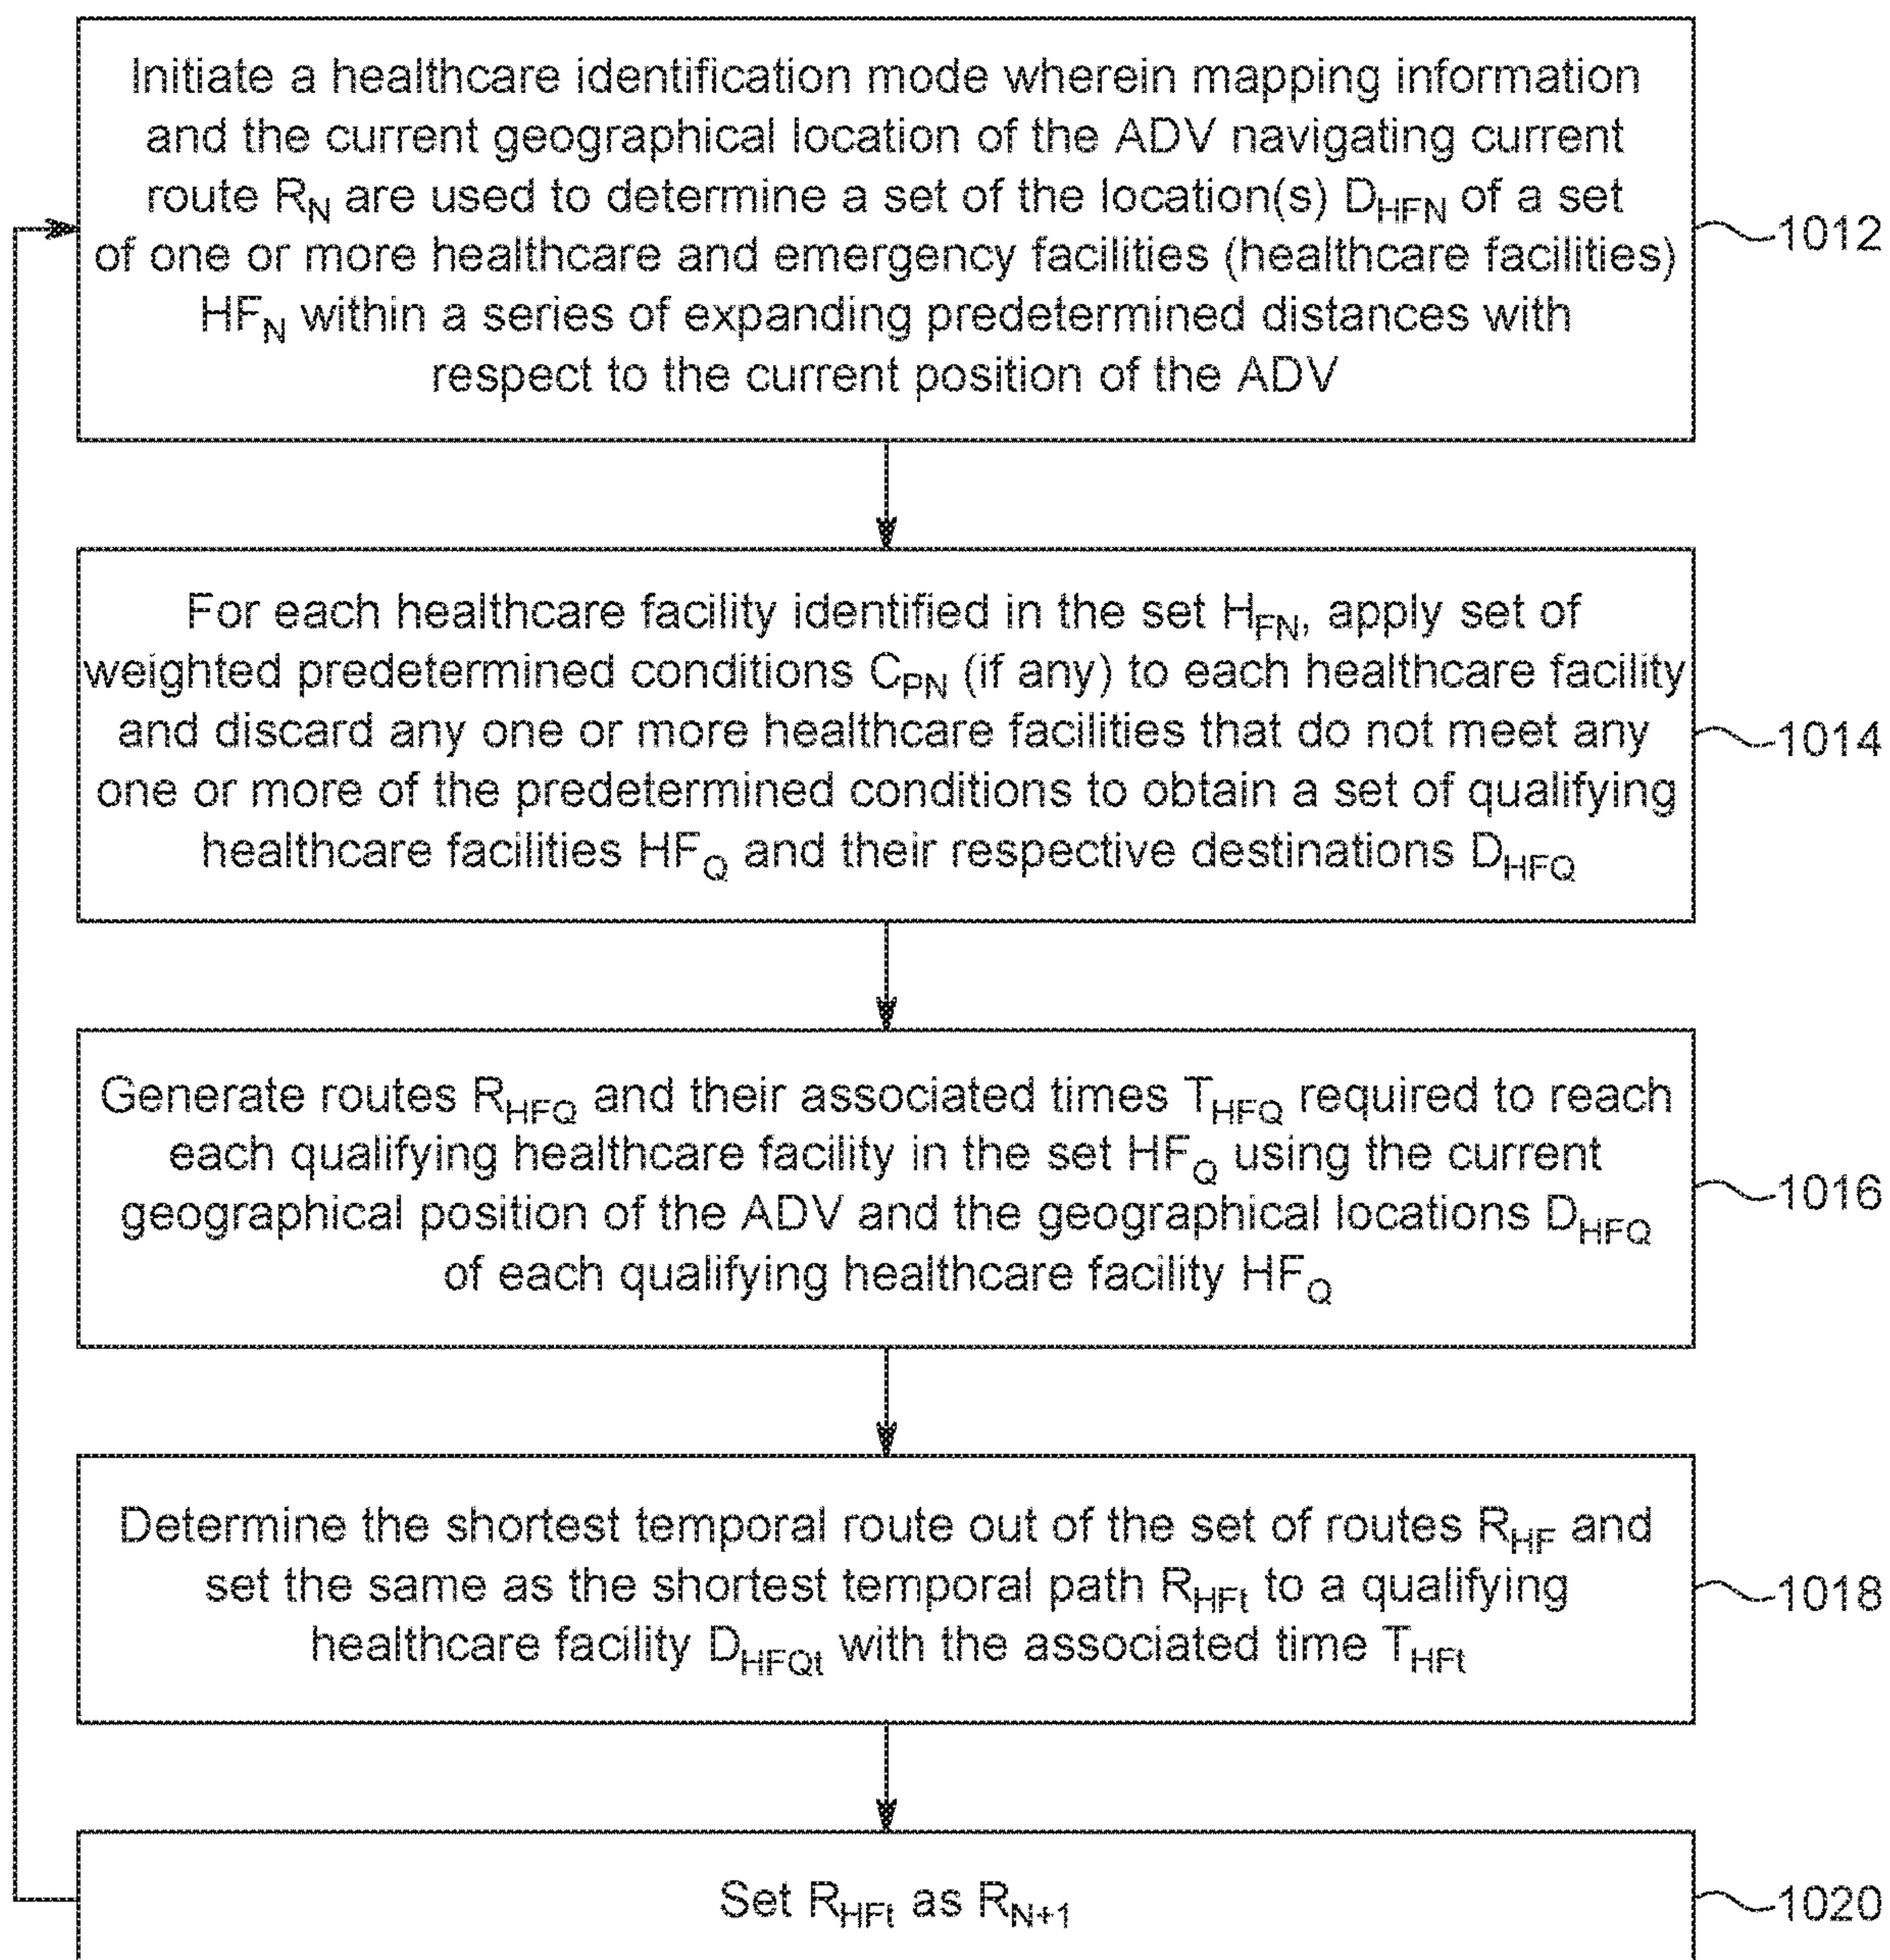 Initiate a healthcare identification mode wherein mapping information
and the current geographical location of the ADV navigating current
route R_N are used to determine a set of the location(s) D_HFN of a set
of one or more healthcare and emergency facilities (healthcare facilities)
HF_N within a series of expanding predetermined distances with
respect to the current position of the ADV
1012
For each healthcare facility identified in the set H_FN, apply set of
weighted predetermined conditions C_PN (if any) to each healthcare facility
and discard any one or more healthcare facilities that do not meet any
one or more of the predetermined conditions to obtain a set of qualifying
healthcare facilities HF_Q and their respective destinations D_HFQ
1014
Generate routes R_HFQ and their associated times T_HFQ required to reach
each qualifying healthcare facility in the set HF_Q using the current
geographical position of the ADV and the geographical locations D_HFQ
of each qualifying healthcare facility HF_Q
1016
Determine the shortest temporal route out of the set of routes R_HF and
set the same as the shortest temporal path R_HFt to a qualifying
healthcare facility D_HFQt with the associated time T_HFt
1018
Set R_HFt as R_N+1
1020